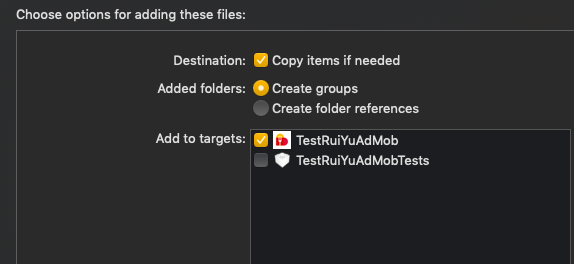 Choose options for adding these files:
Destination: Copy items if needed
Added folders: Create groups
Create folder references
Add to targets: TestRuiYuAdMob
TestRuiYuAdMobTests